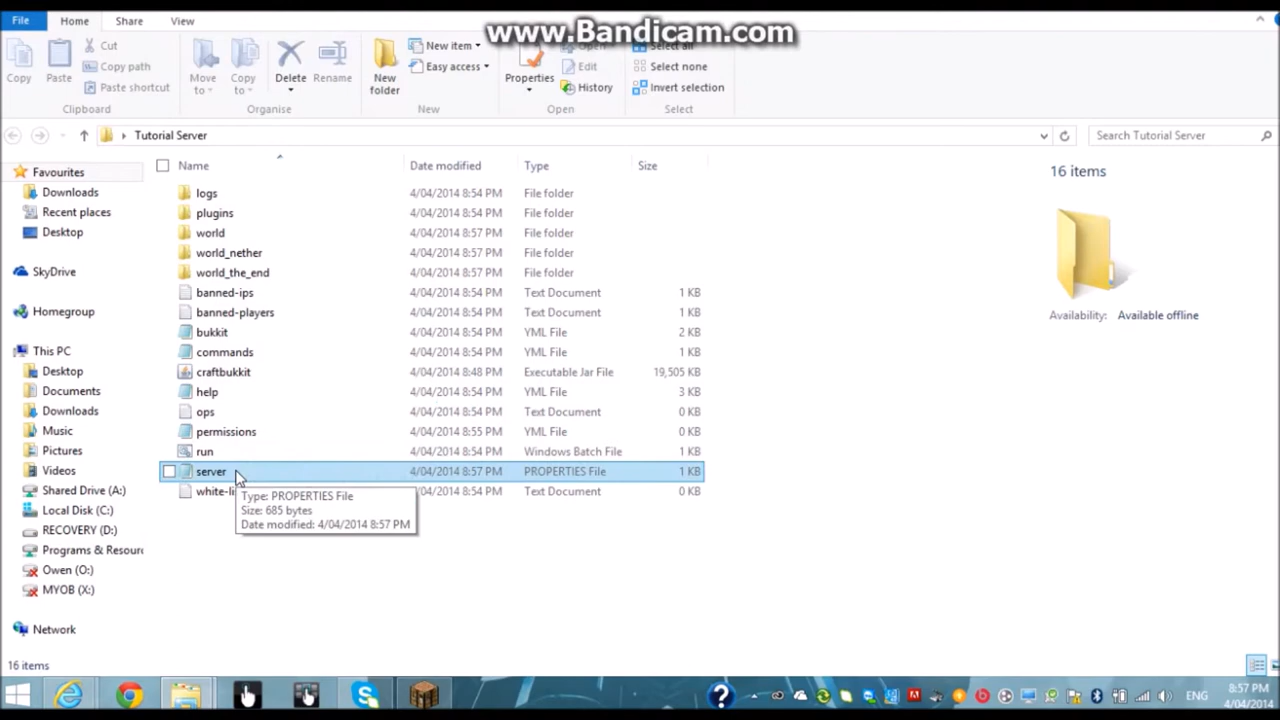 www.Bandicam.com
File Home Share View
Copy
Paste
Cut
Copy path
Paste shortcut
Clipboard
Move to
Copy to
Delete
Rename
Organise
New folder
New item
Easy access
New
Properties
Open
Edit
History
Open
Select all
Select none
Invert selection
Select
Tutorial Server
Search Tutorial Server
Name Date modified Type Size
logs 4/04/2014 8:54 PM File folder
plugins 4/04/2014 8:54 PM File folder
world 4/04/2014 8:57 PM File folder
world_nether 4/04/2014 8:57 PM File folder
world_the_end 4/04/2014 8:57 PM File folder
banned-ips 4/04/2014 8:54 PM Text Document 1 KB
banned-players 4/04/2014 8:54 PM Text Document 1 KB
bukkit 4/04/2014 8:54 PM YML File 2 KB
commands 4/04/2014 8:54 PM YML File 1 KB
craftbukkit 4/04/2014 8:48 PM Executable Jar File 19,505 KB
help 4/04/2014 8:54 PM YML File 3 KB
ops 4/04/2014 8:54 PM Text Document 0 KB
permissions 4/04/2014 8:55 PM YML File 0 KB
run 4/04/2014 8:54 PM Windows Batch File 1 KB
server 4/04/2014 8:57 PM PROPERTIES File 1 KB
white-li 4/04/2014 8:54 PM Text Document 0 KB
Type: PROPERTIES File
Size: 685 bytes
Date modified: 4/04/2014 8:57 PM
Favourites
Downloads
Recent places
Desktop
SkyDrive
Homegroup
This PC
Desktop
Documents
Downloads
Music
Pictures
Videos
Shared Drive (A:)
Local Disk (C:)
RECOVERY (D:)
Programs & Resour
Owen (O:)
MYOB (X:)
Network
16 items
Availability: Available offline
16 items
ENG
8:57 PM
4/04/2014